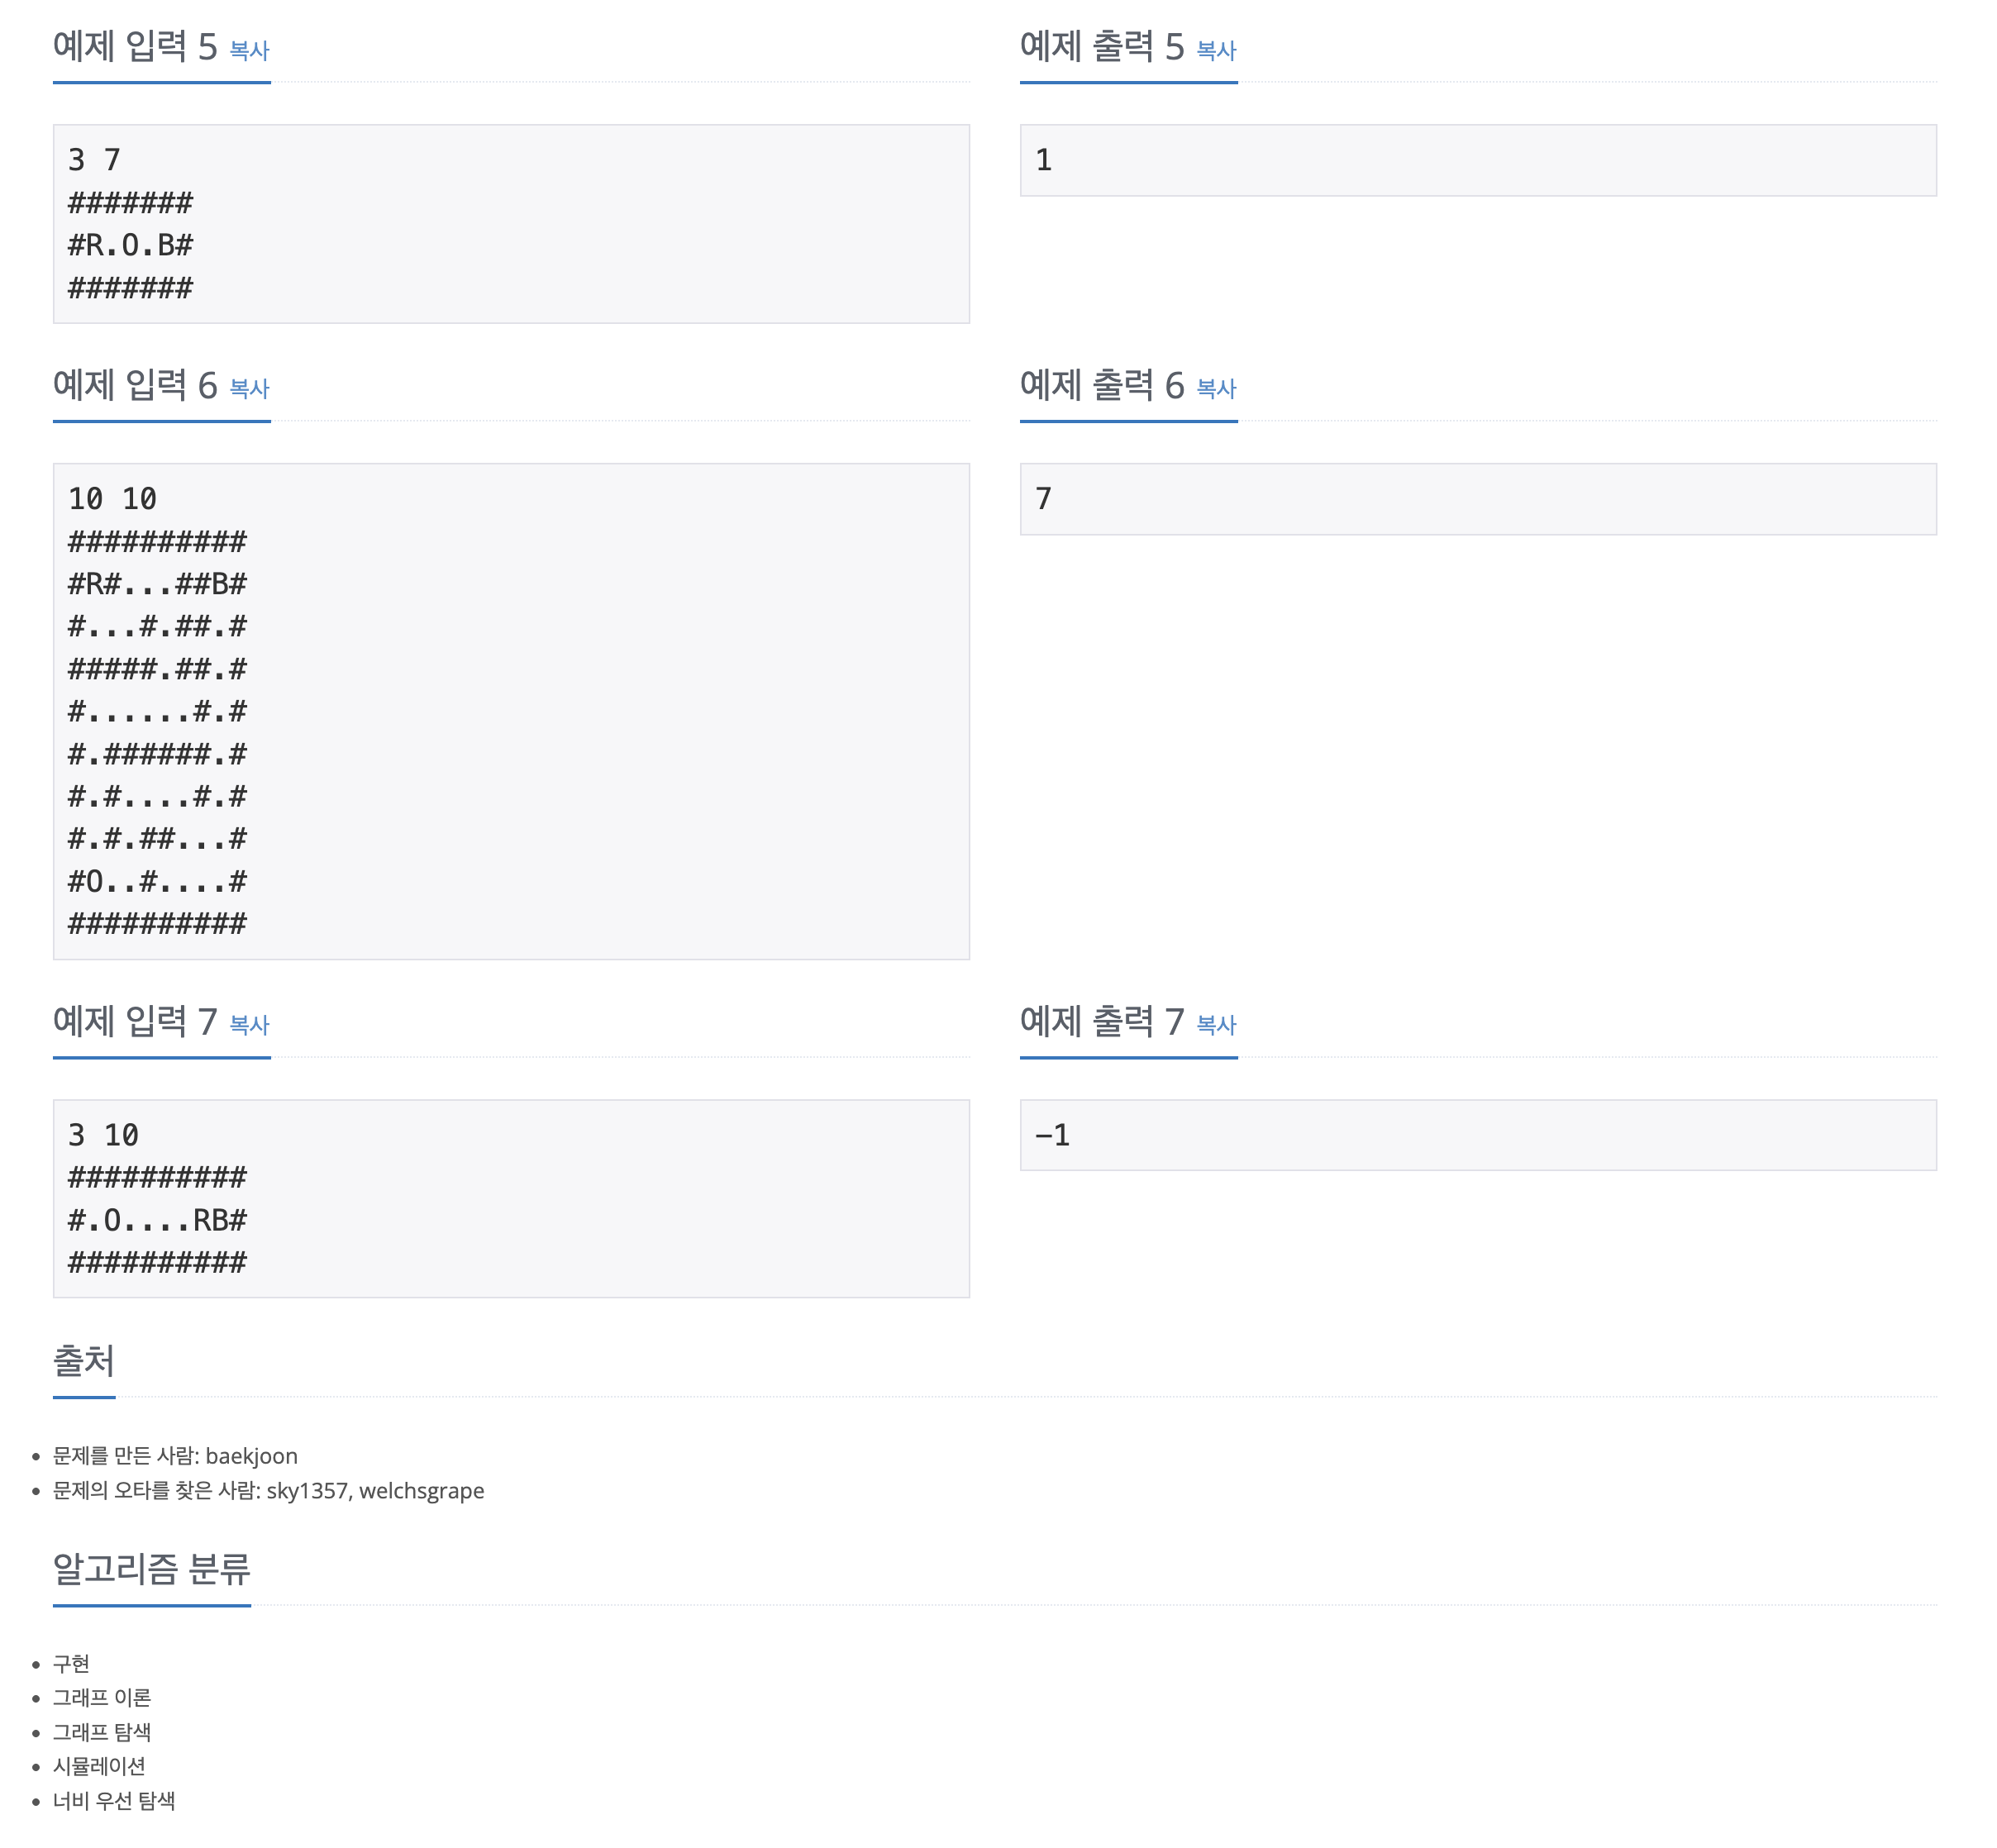 예제 입력 5 복사
예제 출력 5 복사
3 7
#######
#R.O.B#
#######
1
예제 입력 6 복사
예제 출력 6 복사
10 10
##########
#R#...##B#
#...#.##.#
#####.##.#
#......#.#
#.######.#
#.#....#.#
#.#.##...#
#O..#....#
##########
7
예제 입력 7 복사
예제 출력 7 복사
3 10
##########
#.O....RB#
##########
-1
출처
문제를 만든 사람: baekjoon
문제의 오타를 찾은 사람: sky1357, welchsgrape
알고리즘 분류
구현
그래프 이론
그래프 탐색
시뮬레이션
너비 우선 탐색